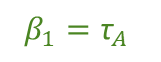 β₁ = τ_A